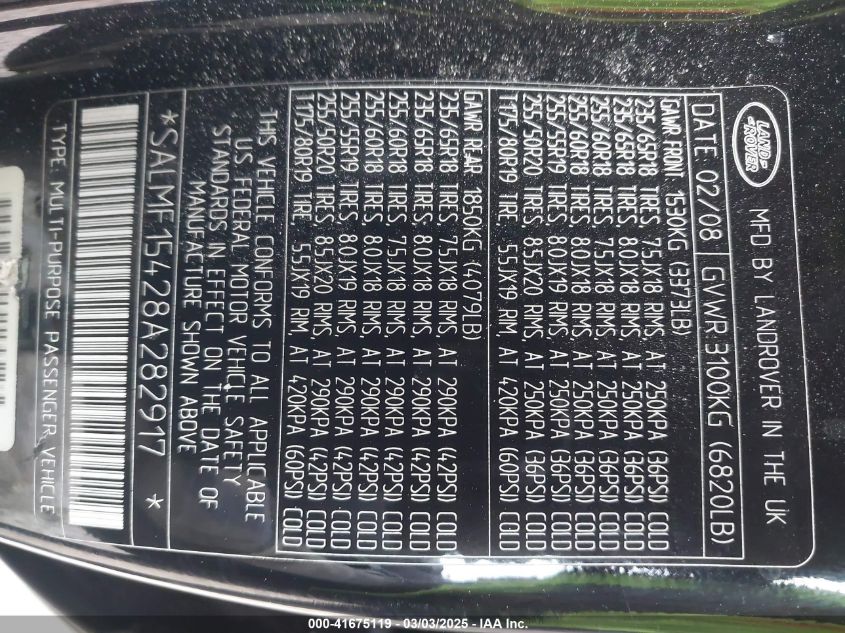 LAND ROVER
MFD BY LANDROVER IN THE UK
DATE 02/08 GVWR:3100KG (6820LB)
GAWR FRONT 1530KG (3373LB)
235/65R18 TIRES, 7.5JX18 RIMS, AT 250KPA (36PSI) COLD
235/65R18 TIRES, 8.0JX18 RIMS, AT 250KPA (36PSI) COLD
255/60R18 TIRES, 7.5JX18 RIMS, AT 250KPA (36PSI) COLD
255/60R18 TIRES, 8.0JX18 RIMS, AT 250KPA (36PSI) COLD
255/55R19 TIRES, 8.0JX19 RIMS, AT 250KPA (36PSI) COLD
255/50R20 TIRES, 8.5JX20 RIMS, AT 250KPA (36PSI) COLD
T175/80R19 TIRE 5.5JX19 RIM, AT 420KPA (60PSI) COLD
GAWR REAR 1850KG (4079LB)
235/65R18 TIRES, 7.5JX18 RIMS, AT 290KPA (42PSI) COLD
235/65R18 TIRES, 8.0JX18 RIMS, AT 290KPA (42PSI) COLD
255/60R18 TIRES, 7.5JX18 RIMS, AT 290KPA (42PSI) COLD
255/60R18 TIRES, 8.0JX18 RIMS, AT 290KPA (42PSI) COLD
255/55R19 TIRES, 8.0JX19 RIMS, AT 290KPA (42PSI) COLD
255/50R20 TIRES, 8.5JX20 RIMS, AT 290KPA (42PSI) COLD
T175/80R19 TIRE 5.5JX19 RIM, AT 420KPA (60PSI) COLD
THIS VEHICLE CONFORMS TO ALL APPLICABLE
US FEDERAL MOTOR VEHICLE SAFETY
STANDARDS IN EFFECT ON THE DATE OF
MANUFACTURE SHOWN ABOVE
*SALMF15428A282917 *
TYPE MULTI-PURPOSE PASSENGER VEHICLE
000-41675119 - 03/03/2025 - IAA Inc.